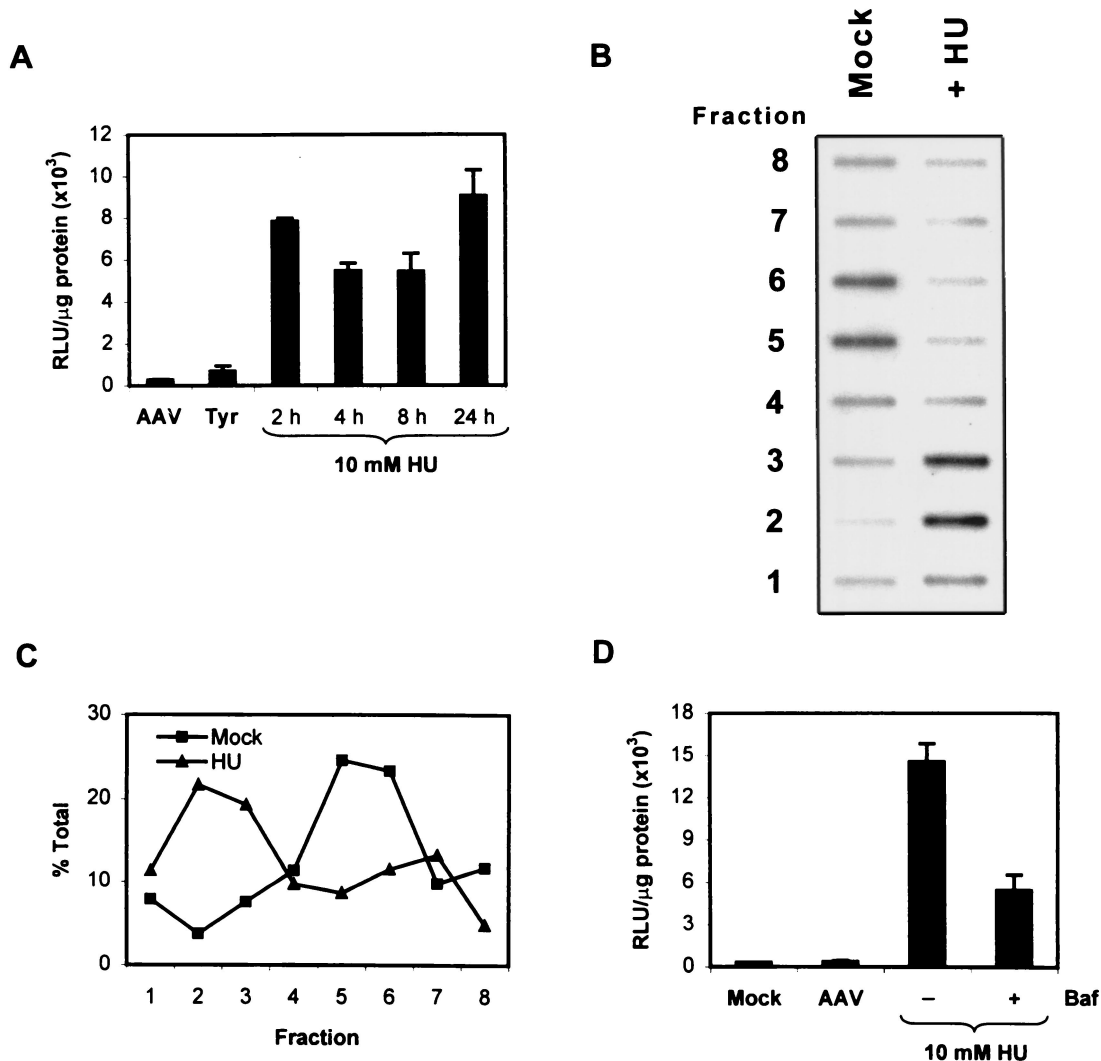 A
RLU/µg protein (x10³)
12
10
8
6
4
2
0
AAV Tyr 2 h 4 h 8 h 24 h
10 mM HU
B
Mock + HU
Fraction
8
7
6
5
4
3
2
1
C
% Total
30
20
10
0
Mock
HU
1 2 3 4 5 6 7 8
Fraction
D
RLU/µg protein (x10³)
18
15
12
9
6
3
0
Mock AAV – + Baf
10 mM HU